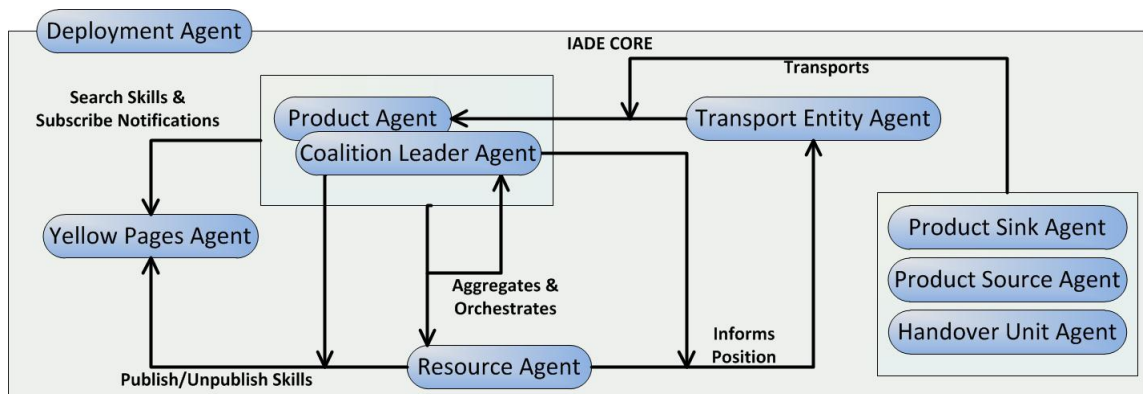 Deployment Agent
IADE CORE
Transports
Search Skills &
Subscribe Notifications
Product Agent
Transport Entity Agent
Coalition Leader Agent
Product Sink Agent
Yellow Pages Agent
Product Source Agent
Aggregates &
Orchestrates
Handover Unit Agent
Informs
Position
Resource Agent
Publish/Unpublish Skills